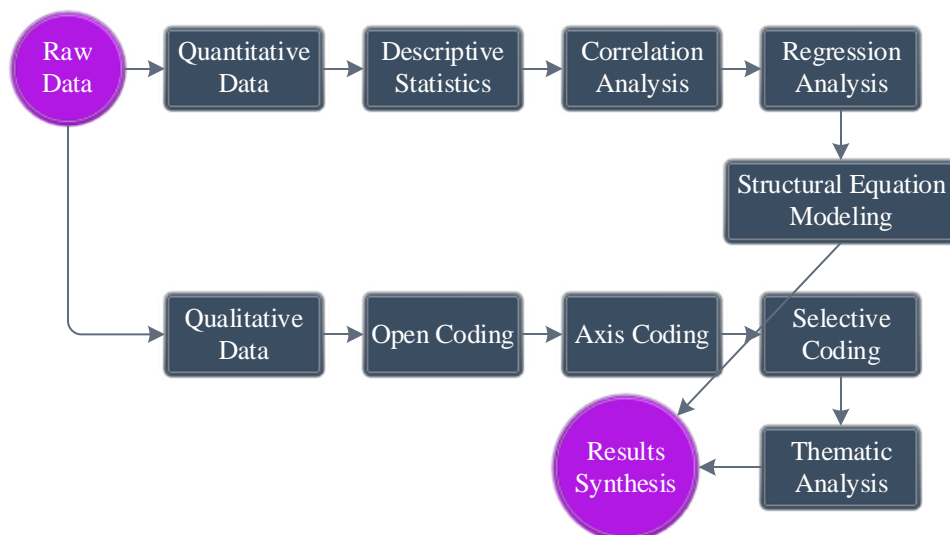 Raw
Data
Quantitative
Data
Descriptive
Statistics
Correlation
Analysis
Regression
Analysis
Structural Equation
Modeling
Qualitative
Data
Open Coding
Axis Coding
Selective
Coding
Results
Synthesis
Thematic
Analysis